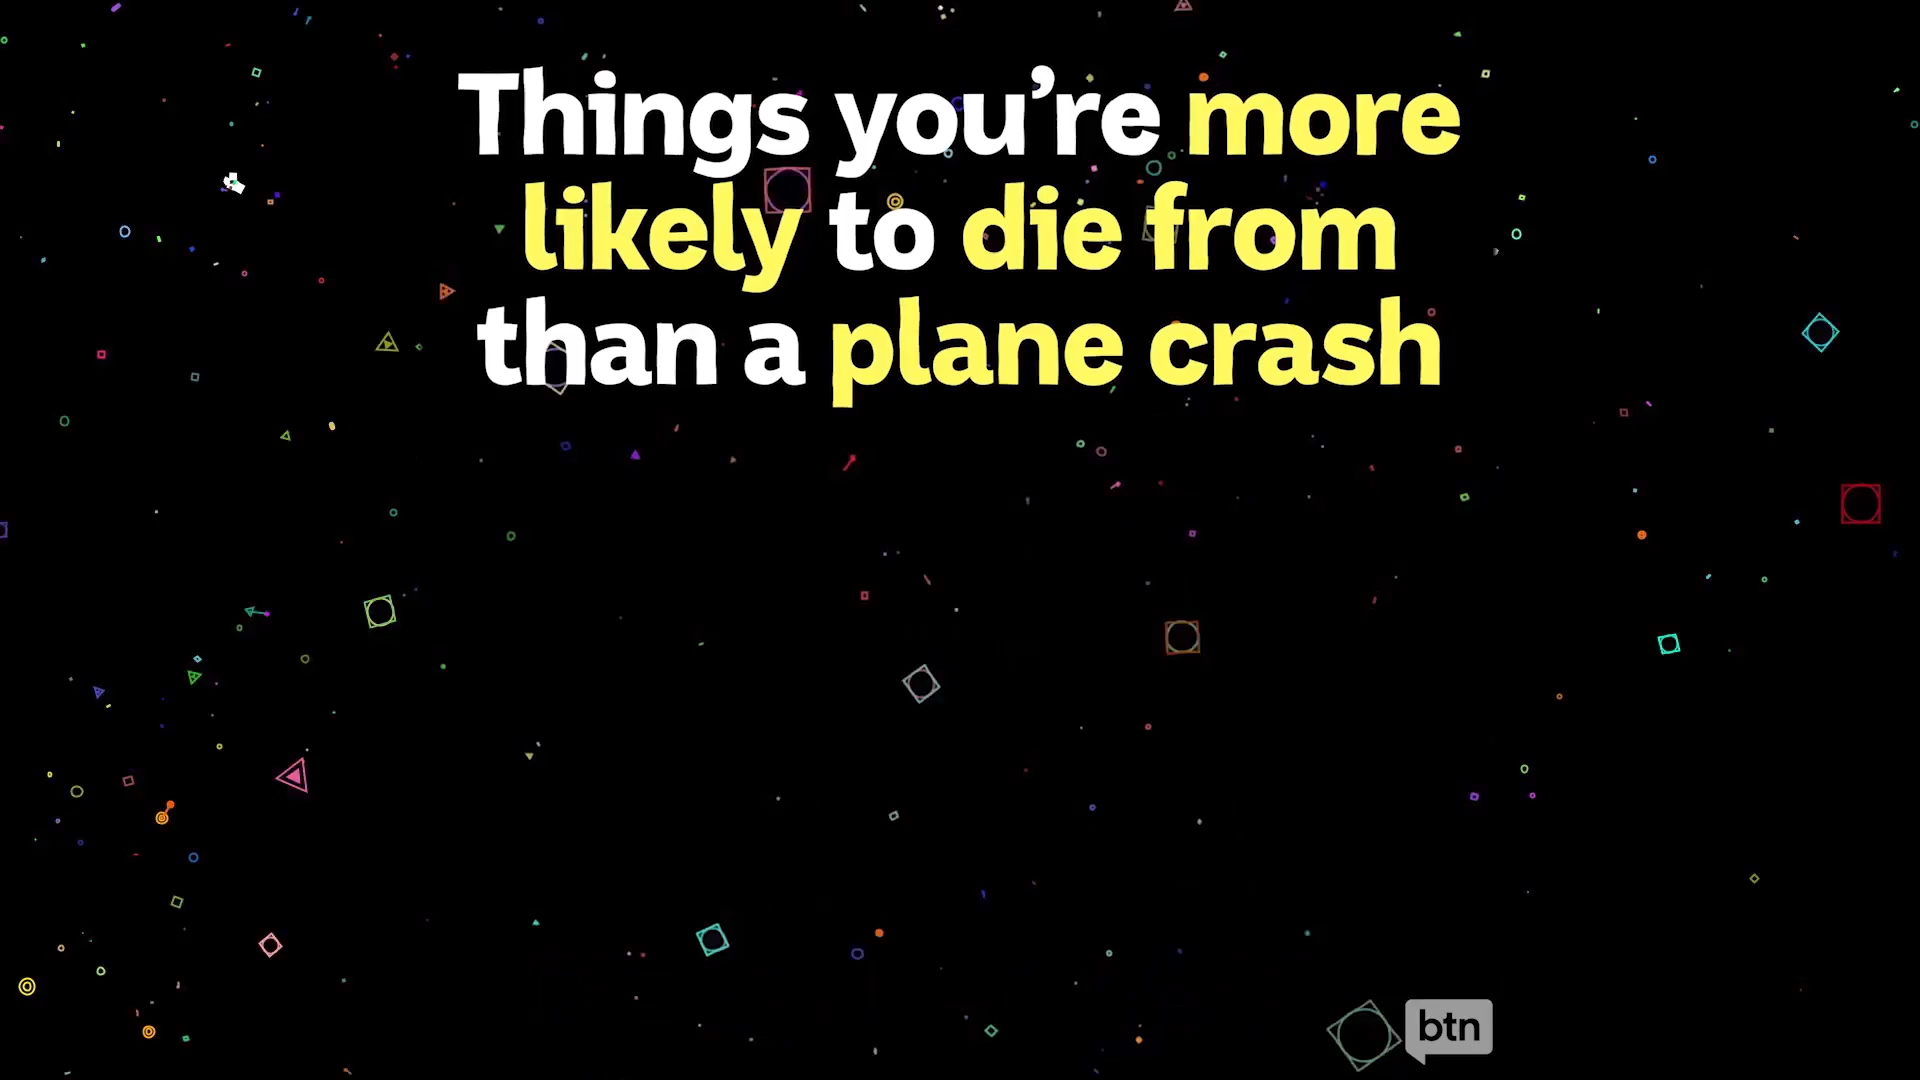 Things you’re more
likely to die from
than a plane crash
btn